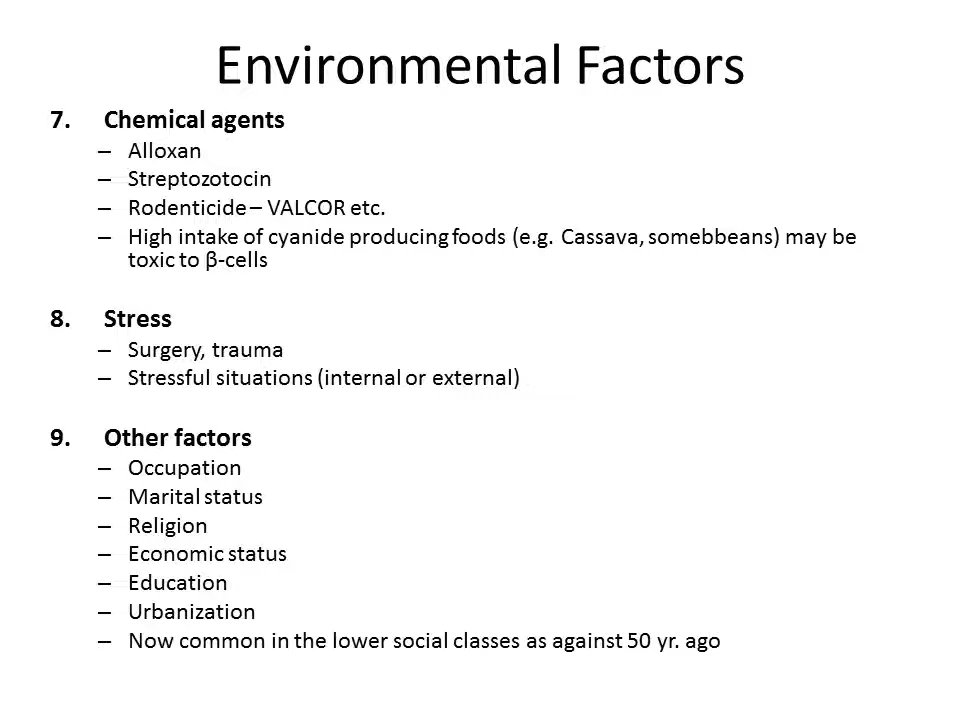 Environmental Factors
7. Chemical agents
– Alloxan
– Streptozotocin
– Rodenticide – VALCOR etc.
– High intake of cyanide producing foods (e.g. Cassava, somebbeans) may be
toxic to β-cells
8. Stress
– Surgery, trauma
– Stressful situations (internal or external)
9. Other factors
– Occupation
– Marital status
– Religion
– Economic status
– Education
– Urbanization
– Now common in the lower social classes as against 50 yr. ago